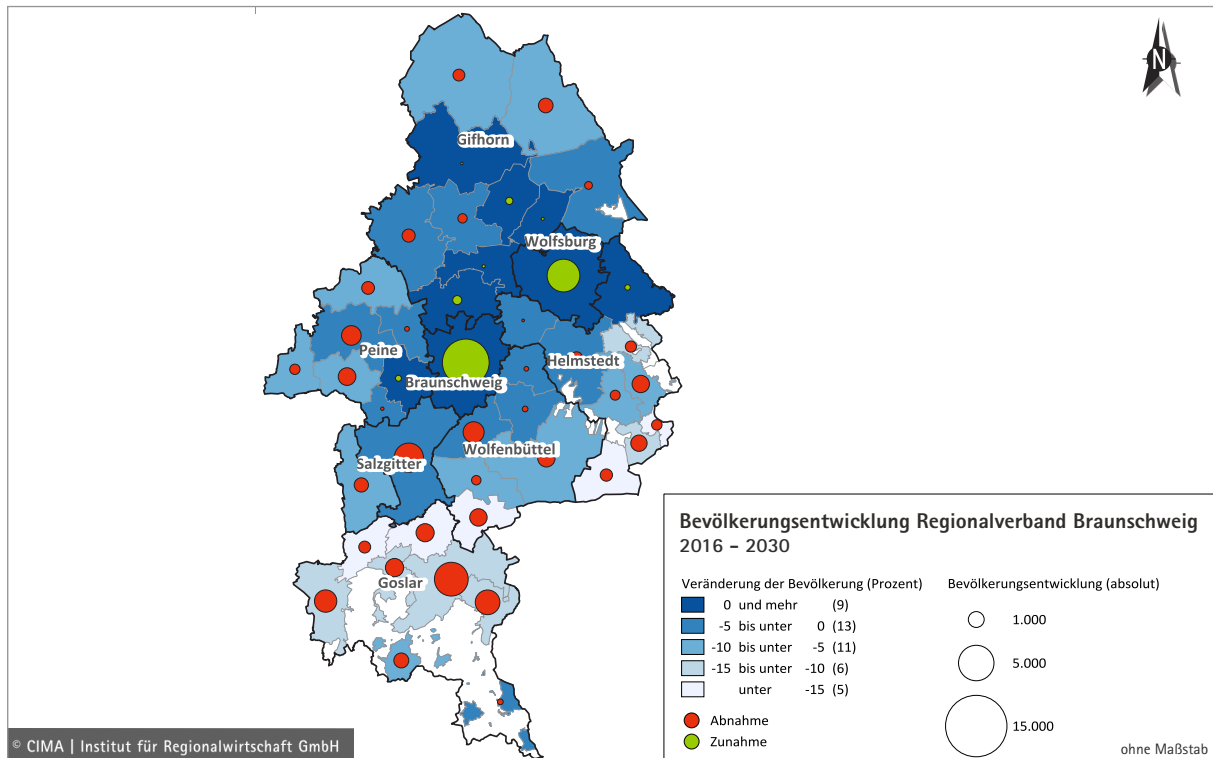 N
Gifhorn
Wolfsburg
Helmstedt
Peine
Braunschweig
Wolfenbüttel
Salzgitter
Goslar
Bevölkerungsentwicklung Regionalverband Braunschweig
2016 - 2030
Veränderung der Bevölkerung (Prozent)
0 und mehr (9)
-5 bis unter 0 (13)
-10 bis unter -5 (11)
-15 bis unter -10 (6)
unter -15 (5)
Abnahme
Zunahme
Bevölkerungsentwicklung (absolut)
1.000
5.000
15.000
ohne Maßstab
© CIMA | Institut für Regionalwirtschaft GmbH